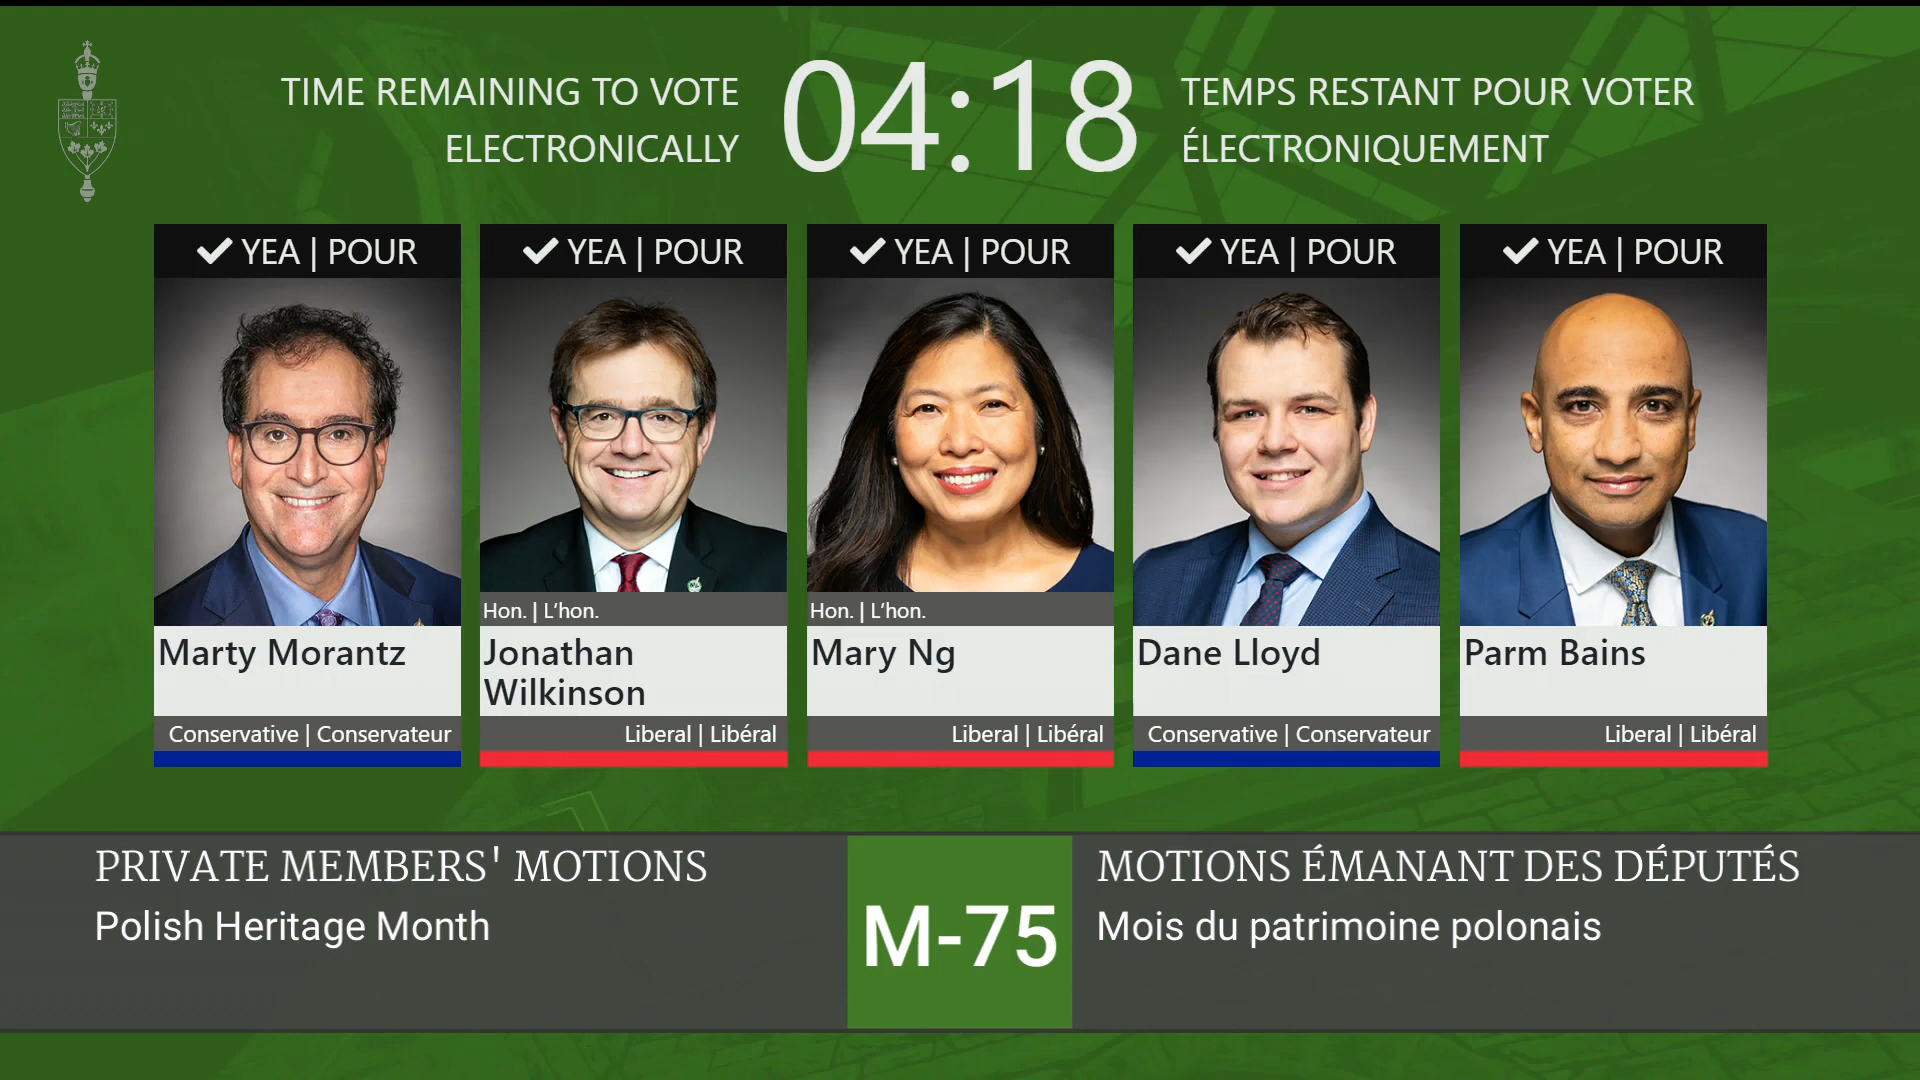 TIME REMAINING TO VOTE
ELECTRONICALLY
04:18
TEMPS RESTANT POUR VOTER
ÉLECTRONIQUEMENT
YEA | POUR
Marty Morantz
Conservative | Conservateur
YEA | POUR
Hon. | L’hon.
Jonathan
Wilkinson
Liberal | Libéral
YEA | POUR
Hon. | L’hon.
Mary Ng
Liberal | Libéral
YEA | POUR
Dane Lloyd
Conservative | Conservateur
YEA | POUR
Parm Bains
Liberal | Libéral
PRIVATE MEMBERS' MOTIONS
Polish Heritage Month
M-75
MOTIONS ÉMANANT DES DÉPUTÉS
Mois du patrimoine polonais